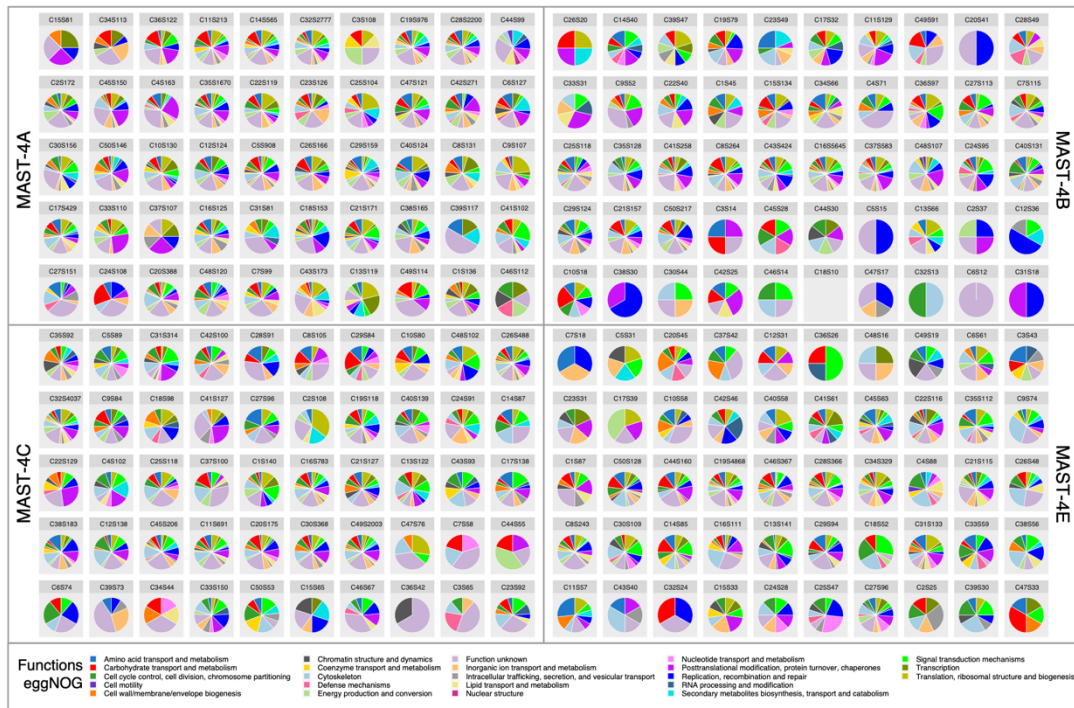 C15S81 C34S113 C36S122 C11S213 C14S565 C32S2777 C3S108 C19S976 C28S2200 C44S99
C2S172 C45S150 C4S163 C35S1670 C22S119 C23S126 C25S104 C47S121 C42S271 C6S127
C30S156 C50S146 C10S130 C12S124 C5S908 C26S166 C29S159 C40S124 C8S131 C9S107
C17S429 C33S110 C37S107 C16S125 C31S81 C18S153 C21S171 C38S165 C39S117 C41S102
C27S151 C24S108 C20S388 C48S120 C7S99 C43S173 C13S119 C49S114 C1S136 C46S112
MAST-4A
C26S20 C14S40 C39S47 C19S79 C23S49 C17S32 C11S129 C49S91 C20S41 C28S49
C33S31 C9S52 C22S40 C1S45 C15S134 C34S66 C4S71 C36S97 C27S113 C7S115
C25S118 C35S128 C41S258 C8S264 C43S424 C16S5645 C37S583 C48S107 C24S95 C40S131
C29S124 C21S157 C50S217 C3S14 C45S28 C44S30 C5S15 C13S66 C2S37 C12S36
C10S18 C38S30 C30S44 C42S25 C46S14 C18S10 C47S17 C32S13 C6S12 C31S18
MAST-4B
C35S92 C5S89 C31S314 C42S100 C28S91 C8S105 C29S84 C10S80 C48S102 C26S488
C32S4037 C9S84 C18S98 C41S127 C27S96 C2S108 C19S118 C40S139 C24S91 C14S87
C22S129 C4S102 C25S118 C37S100 C1S140 C16S783 C21S127 C13S122 C43S93 C17S138
C38S183 C12S138 C45S206 C11S691 C20S175 C30S368 C49S2003 C47S76 C7S58 C44S55
C6S74 C39S73 C34S44 C33S150 C50S53 C15S65 C46S67 C36S42 C3S65 C23S92
MAST-4C
C7S18 C5S31 C20S45 C37S42 C12S31 C36S26 C48S16 C49S19 C6S61 C3S43
C23S31 C17S39 C10S58 C42S46 C40S58 C41S61 C45S63 C22S116 C35S112 C9S74
C1S87 C50S128 C44S160 C19S4868 C46S367 C28S366 C34S329 C4S88 C21S115 C26S48
C8S243 C30S109 C14S85 C16S111 C13S141 C29S94 C18S52 C31S133 C33S59 C38S56
C11S57 C43S40 C32S24 C15S33 C24S28 C25S47 C27S96 C2S25 C39S30 C47S33
MAST-4E
Functions
eggNOG
Amino acid transport and metabolism
Carbohydrate transport and metabolism
Cell cycle control, cell division, chromosome partitioning
Cell motility
Cell wall/membrane/envelope biogenesis
Chromatin structure and dynamics
Coenzyme transport and metabolism
Cytoskeleton
Defense mechanisms
Energy production and conversion
Function unknown
Inorganic ion transport and metabolism
Intracellular trafficking, secretion, and vesicular transport
Lipid transport and metabolism
Nuclear structure
Nucleotide transport and metabolism
Posttranslational modification, protein turnover, chaperones
Replication, recombination and repair
RNA processing and modification
Secondary metabolites biosynthesis, transport and catabolism
Signal transduction mechanisms
Transcription
Translation, ribosomal structure and biogenesis